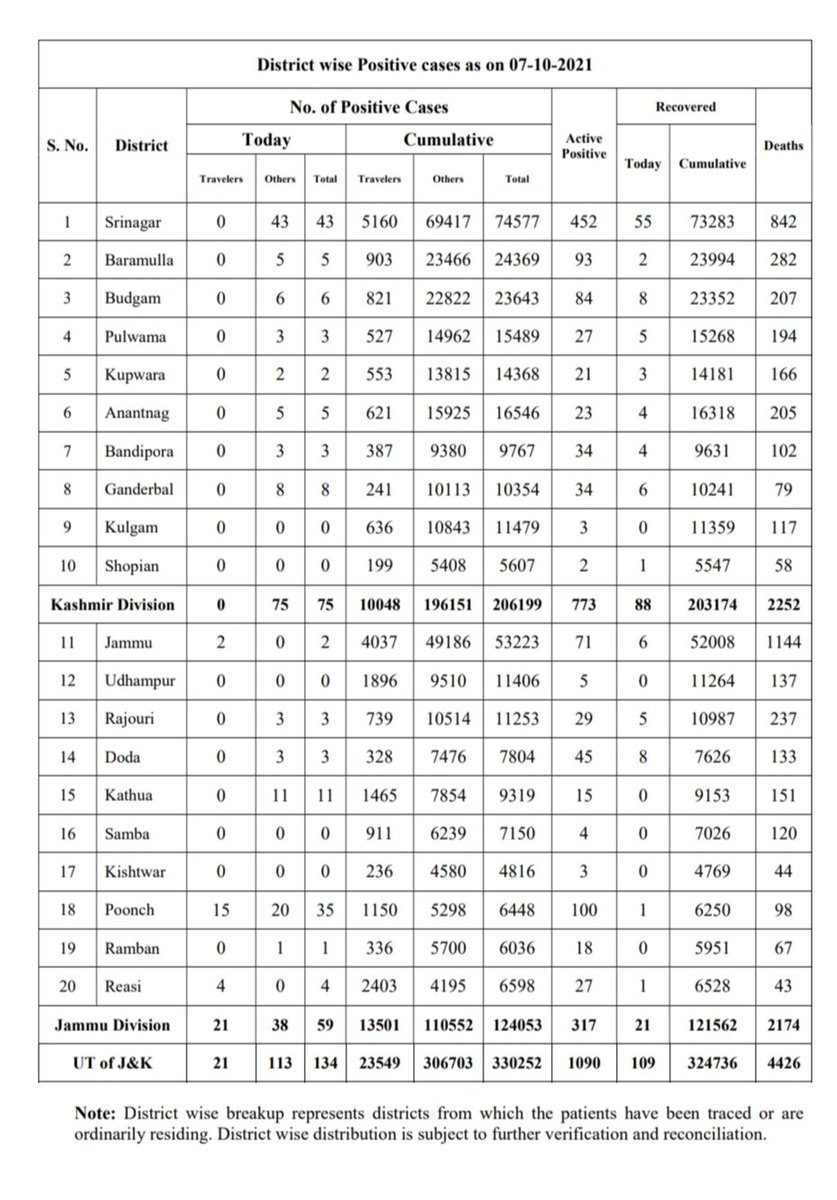 District wise Positive cases as on 07-10-2021
S. No. District No. of Positive Cases Active Positive Recovered Deaths
Today Cumulative Today Cumulative
Travelers Others Total Travelers Others Total
1 Srinagar 0 43 43 5160 69417 74577 452 55 73283 842
2 Baramulla 0 5 5 903 23466 24369 93 2 23994 282
3 Budgam 0 6 6 821 22822 23643 84 8 23352 207
4 Pulwama 0 3 3 527 14962 15489 27 5 15268 194
5 Kupwara 0 2 2 553 13815 14368 21 3 14181 166
6 Anantnag 0 5 5 621 15925 16546 23 4 16318 205
7 Bandipora 0 3 3 387 9380 9767 34 4 9631 102
8 Ganderbal 0 8 8 241 10113 10354 34 6 10241 79
9 Kulgam 0 0 0 636 10843 11479 3 0 11359 117
10 Shopian 0 0 0 199 5408 5607 2 1 5547 58
Kashmir Division 0 75 75 10048 196151 206199 773 88 203174 2252
11 Jammu 2 0 2 4037 49186 53223 71 6 52008 1144
12 Udhampur 0 0 0 1896 9510 11406 5 0 11264 137
13 Rajouri 0 3 3 739 10514 11253 29 5 10987 237
14 Doda 0 3 3 328 7476 7804 45 8 7626 133
15 Kathua 0 11 11 1465 7854 9319 15 0 9153 151
16 Samba 0 0 0 911 6239 7150 4 0 7026 120
17 Kishtwar 0 0 0 236 4580 4816 3 0 4769 44
18 Poonch 15 20 35 1150 5298 6448 100 1 6250 98
19 Ramban 0 1 1 336 5700 6036 18 0 5951 67
20 Reasi 4 0 4 2403 4195 6598 27 1 6528 43
Jammu Division 21 38 59 13501 110552 124053 317 21 121562 2174
UT of J&K 21 113 134 23549 306703 330252 1090 109 324736 4426
Note: District wise breakup represents districts from which the patients have been traced or are
ordinarily residing. District wise distribution is subject to further verification and reconciliation.